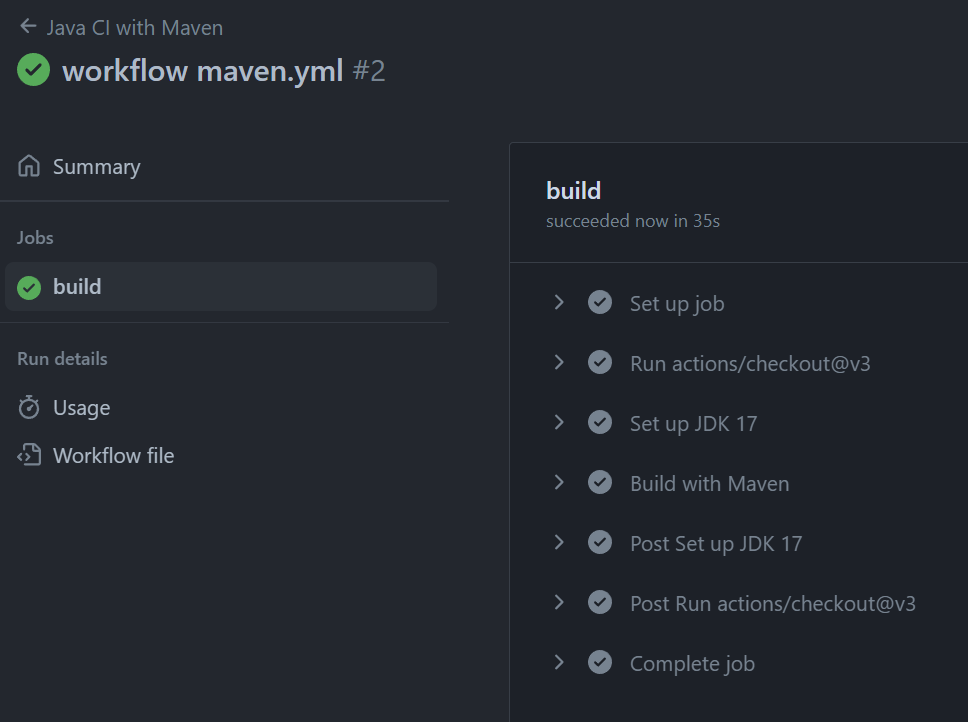 Java CI with Maven
workflow maven.yml #2
Summary
Jobs
build
Run details
Usage
Workflow file
build
succeeded now in 35s
Set up job
Run actions/checkout@v3
Set up JDK 17
Build with Maven
Post Set up JDK 17
Post Run actions/checkout@v3
Complete job